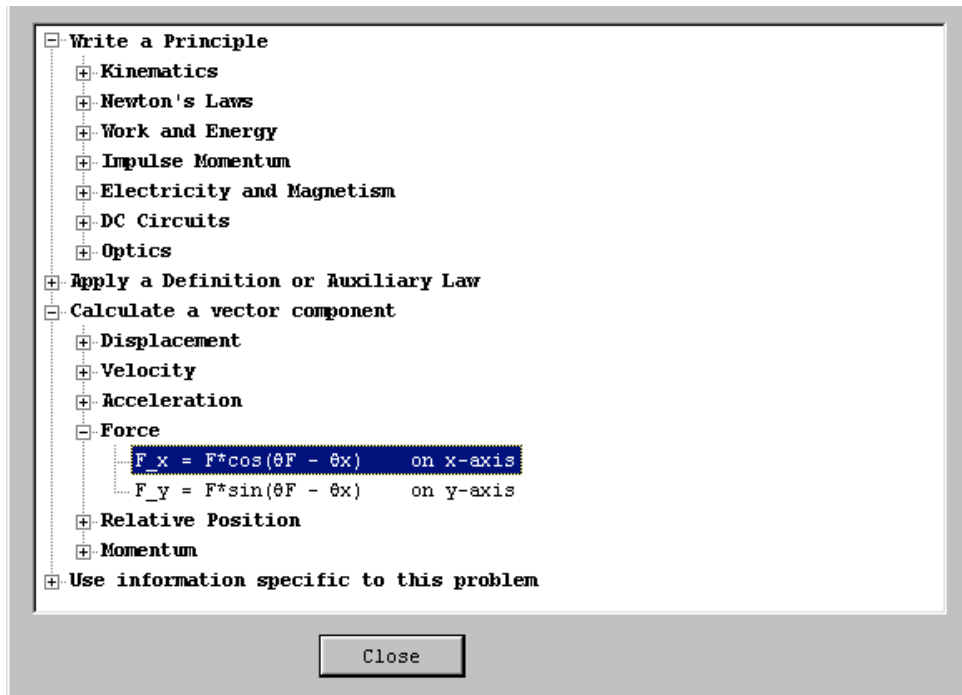 Write a Principle
Kinematics
Newton's Laws
Work and Energy
Impulse Momentum
Electricity and Magnetism
DC Circuits
Optics
Apply a Definition or Auxiliary Law
Calculate a vector component
Displacement
Velocity
Acceleration
Force
F_x = F*cos(θF - θx) on x-axis
F_y = F*sin(θF - θx) on y-axis
Relative Position
Momentum
Use information specific to this problem
Close